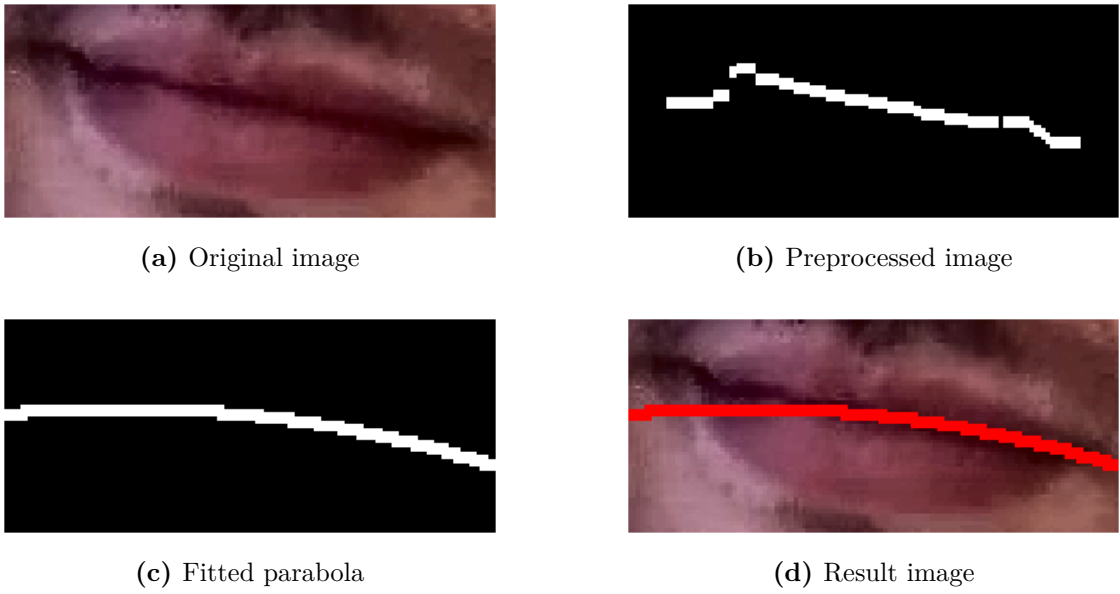 (a) Original image
(b) Preprocessed image
(c) Fitted parabola
(d) Result image